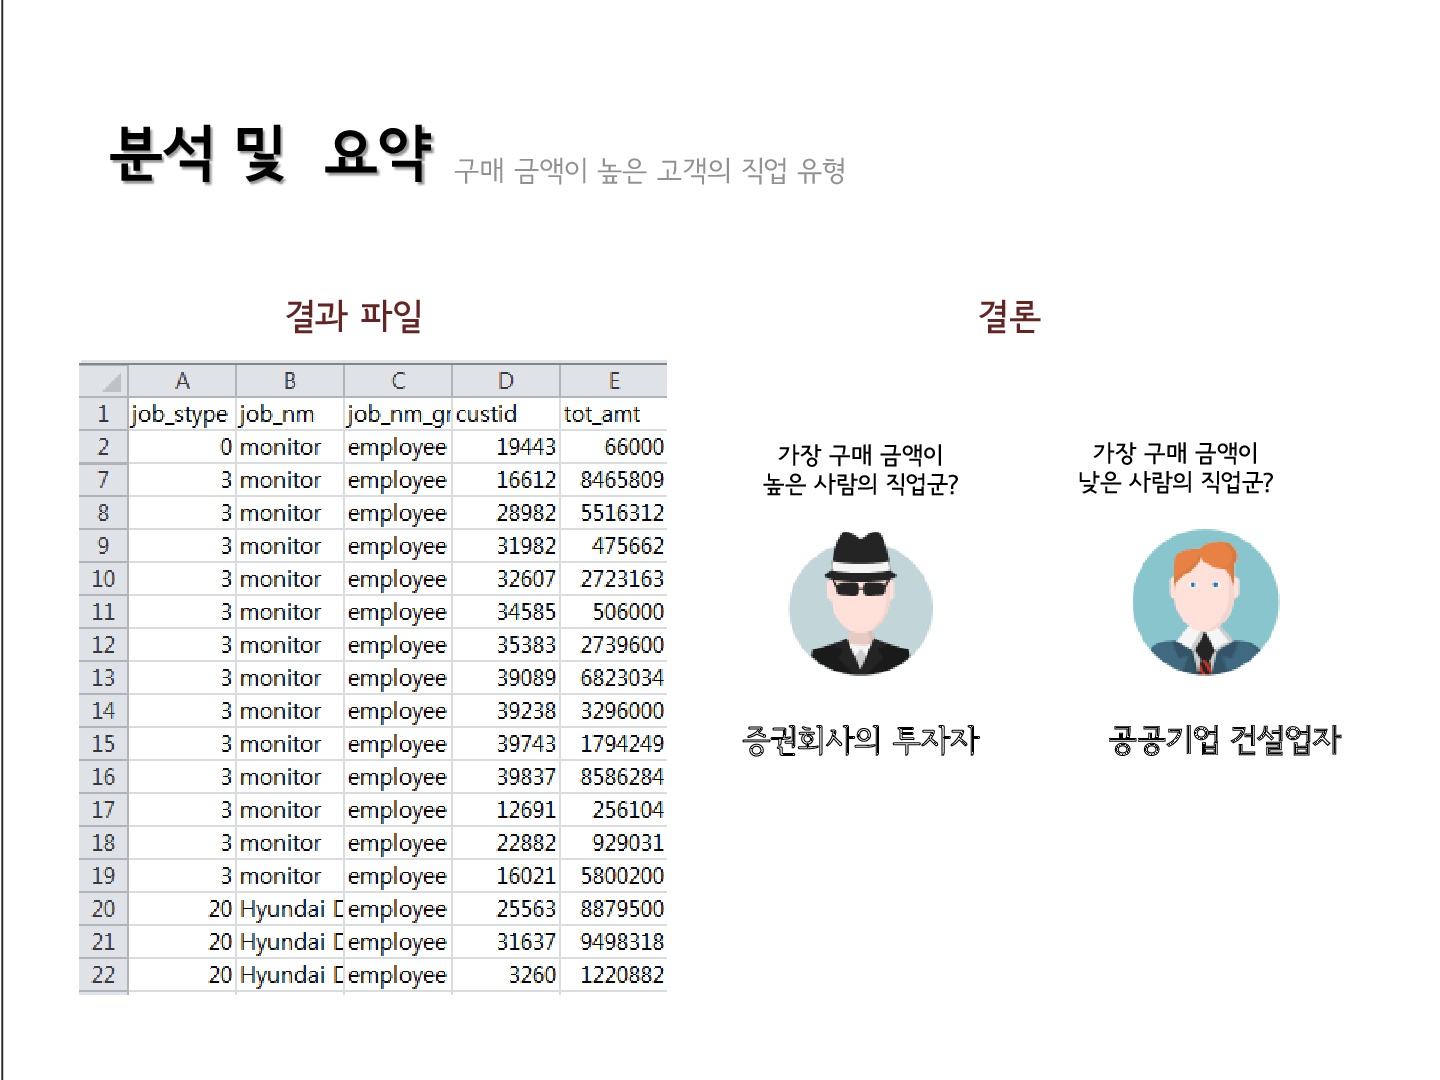 분석 및 요약 구매 금액이 높은 고객의 직업 유형
결과 파일
A B C D E
1 job_stype job_nm job_nm_gr custid tot_amt
2 0 monitor employee 19443 66000
7 3 monitor employee 16612 8465809
8 3 monitor employee 28982 5516312
9 3 monitor employee 31982 475662
10 3 monitor employee 32607 2723163
11 3 monitor employee 34585 506000
12 3 monitor employee 35383 2739600
13 3 monitor employee 39089 6823034
14 3 monitor employee 39238 3296000
15 3 monitor employee 39743 1794249
16 3 monitor employee 39837 8586284
17 3 monitor employee 12691 256104
18 3 monitor employee 22882 929031
19 3 monitor employee 16021 5800200
20 20 Hyundai D employee 25563 8879500
21 20 Hyundai D employee 31637 9498318
22 20 Hyundai D employee 3260 1220882
결론
가장 구매 금액이
높은 사람의 직업군?
증권회사의 투자자
가장 구매 금액이
낮은 사람의 직업군?
공공기업 건설업자